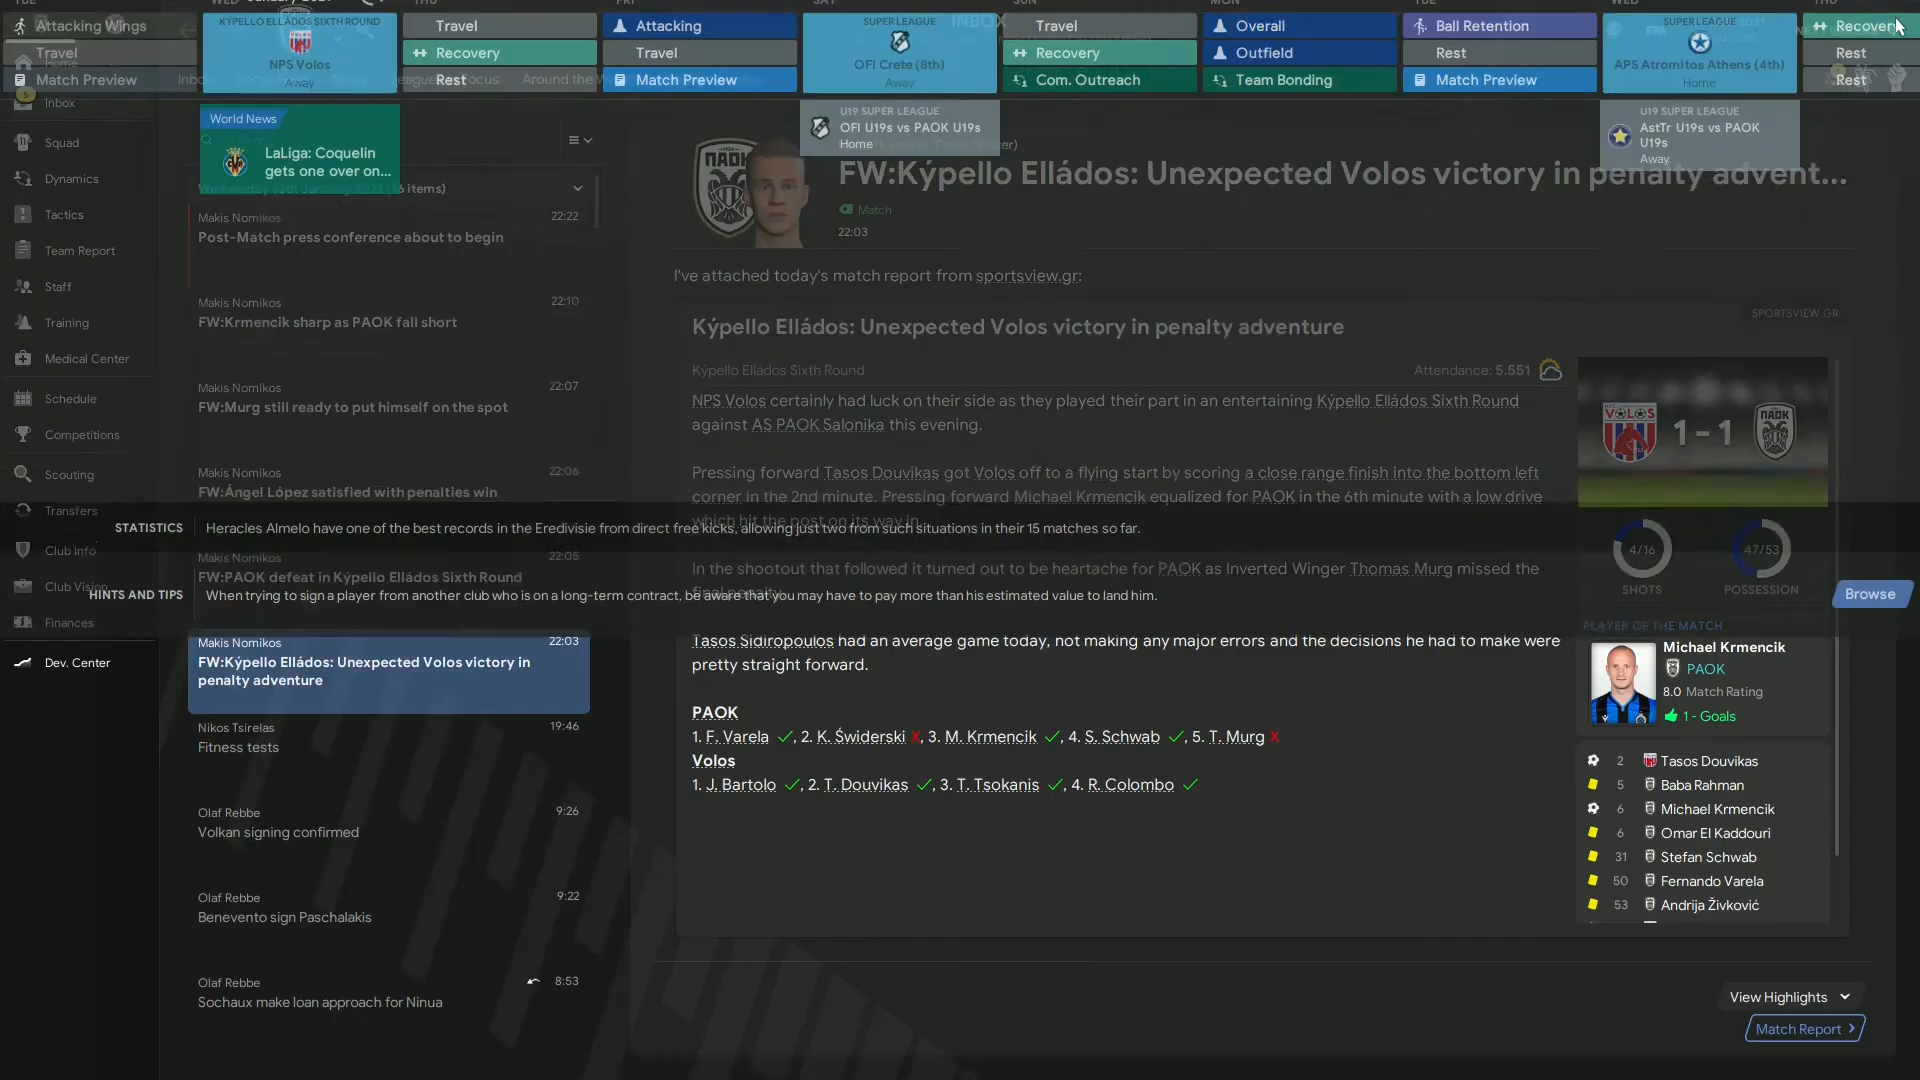 Attacking Wings
Travel
Match Preview
KÝPELLO ELLÁDOS SIXTH ROUND
NPS Volos
Away
Travel
Recovery
Rest
Attacking
Travel
Match Preview
SAT
SUPER LEAGUE
OFI Crete (8th)
Away
Travel
Recovery
Com. Outreach
Overall
Outfield
Team Bonding
Ball Retention
Rest
Match Preview
SUPER LEAGUE
APS Atromitos Athens (4th)
Home
Recovery
Rest
Rest
World News
LaLiga: Coquelin
gets one over on...
U19 SUPER LEAGUE
OFI U19s vs PAOK U19s
Home
U19 SUPER LEAGUE
AstTr U19s vs PAOK
U19s
Away
Home
5
Inbox
Squad
Dynamics
Tactics
Team Report
Staff
Training
Medical Center
Schedule
Competitions
Scouting
Transfers
Club Info
Club Vision
Finances
Dev. Center
Makis Nomikos
22:22
Post-Match press conference about to begin
Makis Nomikos
22:10
FW:Krmencik sharp as PAOK fall short
Makis Nomikos
22:07
FW:Murg still ready to put himself on the spot
Makis Nomikos
22:06
FW:Ángel López satisfied with penalties win
Makis Nomikos
22:05
FW:PAOK defeat in Kýpello Elládos Sixth Round
Makis Nomikos
22:03
FW:Kýpello Elládos: Unexpected Volos victory in
penalty adventure
Nikos Tsirelas
19:46
Fitness tests
Olaf Rebbe
9:26
Volkan signing confirmed
Olaf Rebbe
9:22
Benevento sign Paschalakis
Olaf Rebbe
8:53
Sochaux make loan approach for Ninua
STATISTICS
Heracles Almelo have one of the best records in the Eredivisie from direct free kicks, allowing just two from such situations in their 15 matches so far.
HINTS AND TIPS
When trying to sign a player from another club who is on a long-term contract, be aware that you may have to pay more than his estimated value to land him.
Browse
FW:Kýpello Elládos: Unexpected Volos victory in penalty advent...
Match
22:03
I've attached today's match report from sportsview.gr:
SPORTSVIEW.GR
Kýpello Elládos: Unexpected Volos victory in penalty adventure
Kýpello Elládos Sixth Round
Attendance: 5.551
NPS Volos certainly had luck on their side as they played their part in an entertaining Kýpello Elládos Sixth Round
against AS PAOK Salonika this evening.
Pressing forward Tasos Douvikas got Volos off to a flying start by scoring a close range finish into the bottom left
corner in the 2nd minute. Pressing forward Michael Krmencik equalized for PAOK in the 6th minute with a low drive
which hit the post on its way in.
In the shootout that followed it turned out to be heartache for PAOK as Inverted Winger Thomas Murg missed the
final penalty.
Tasos Sidiropoulos had an average game today, not making any major errors and the decisions he had to make were
pretty straight forward.
PAOK
1. F. Varela ✓, 2. K. Świderski X, 3. M. Krmencik ✓, 4. S. Schwab ✓, 5. T. Murg X
Volos
1. J. Bartolo ✓, 2. T. Douvikas ✓, 3. T. Tsokanis ✓, 4. R. Colombo ✓
VOLOS
1 - 1
ΠΑΟΚ
4/16
SHOTS
47/53
POSSESSION
PLAYER OF THE MATCH
Michael Krmencik
PAOK
8.0 Match Rating
1 - Goals
2 Tasos Douvikas
5 Baba Rahman
6 Michael Krmencik
6 Omar El Kaddouri
31 Stefan Schwab
50 Fernando Varela
53 Andrija Živković
View Highlights
Match Report